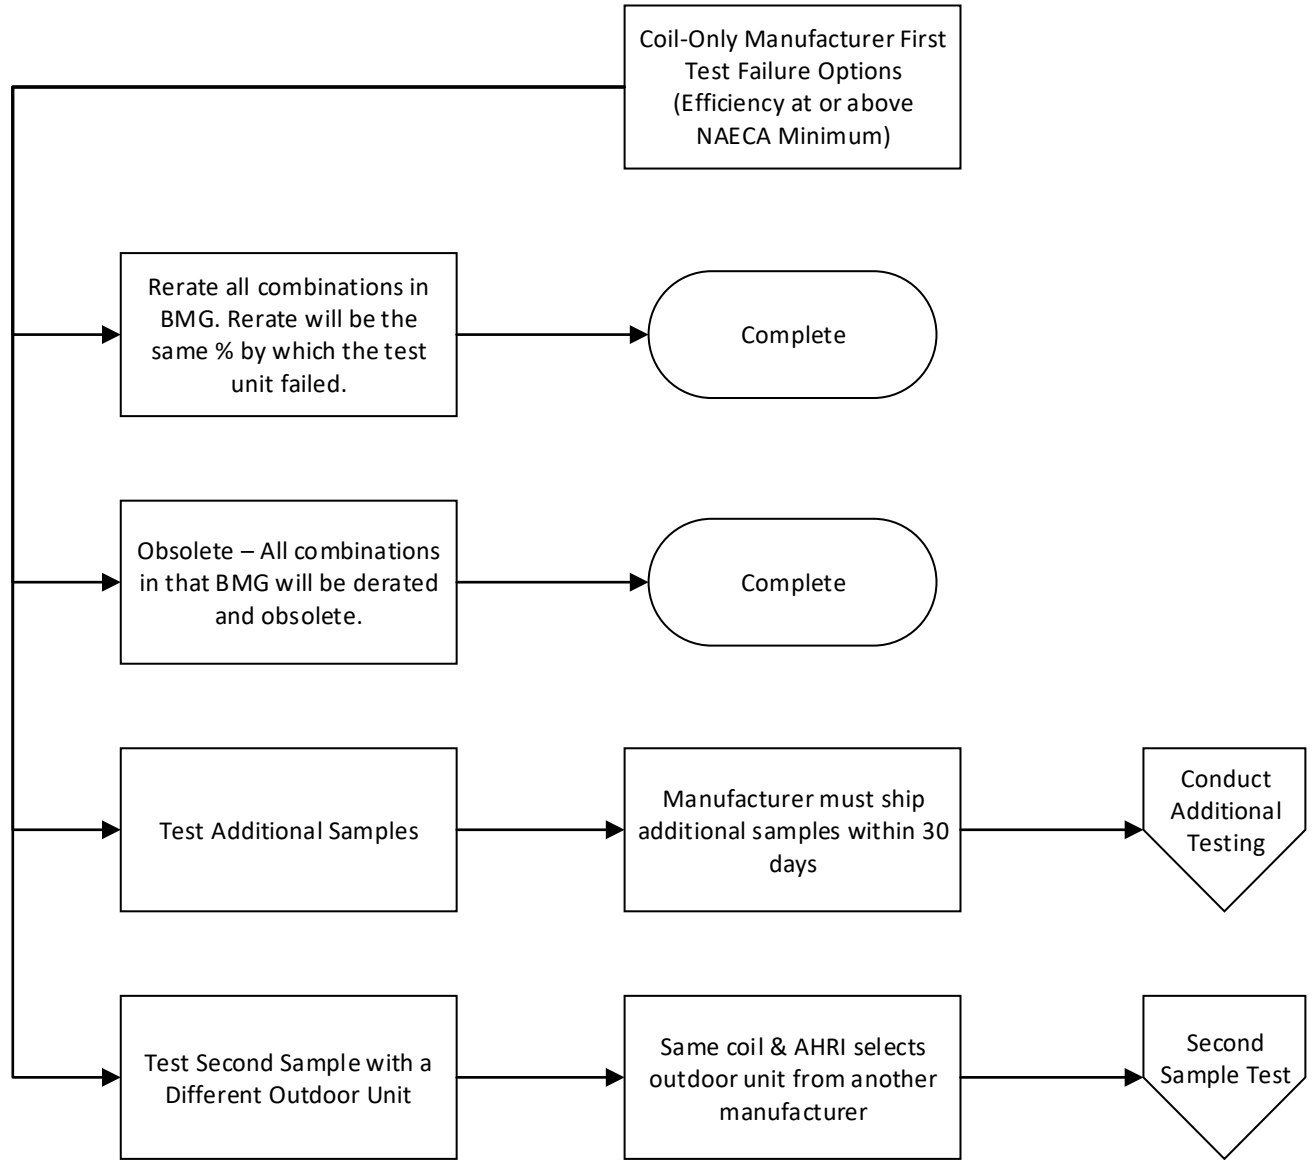 Coil-Only Manufacturer First
Test Failure Options
(Efficiency at or above
NAECA Minimum)
Rerate all combinations in
BMG. Rerate will be the
same % by which the test
unit failed.
Complete
Obsolete – All combinations
in that BMG will be derated
and obsolete.
Complete
Test Additional Samples
Manufacturer must ship
additional samples within 30
days
Conduct
Additional
Testing
Test Second Sample with a
Different Outdoor Unit
Same coil & AHRI selects
outdoor unit from another
manufacturer
Second
Sample Test